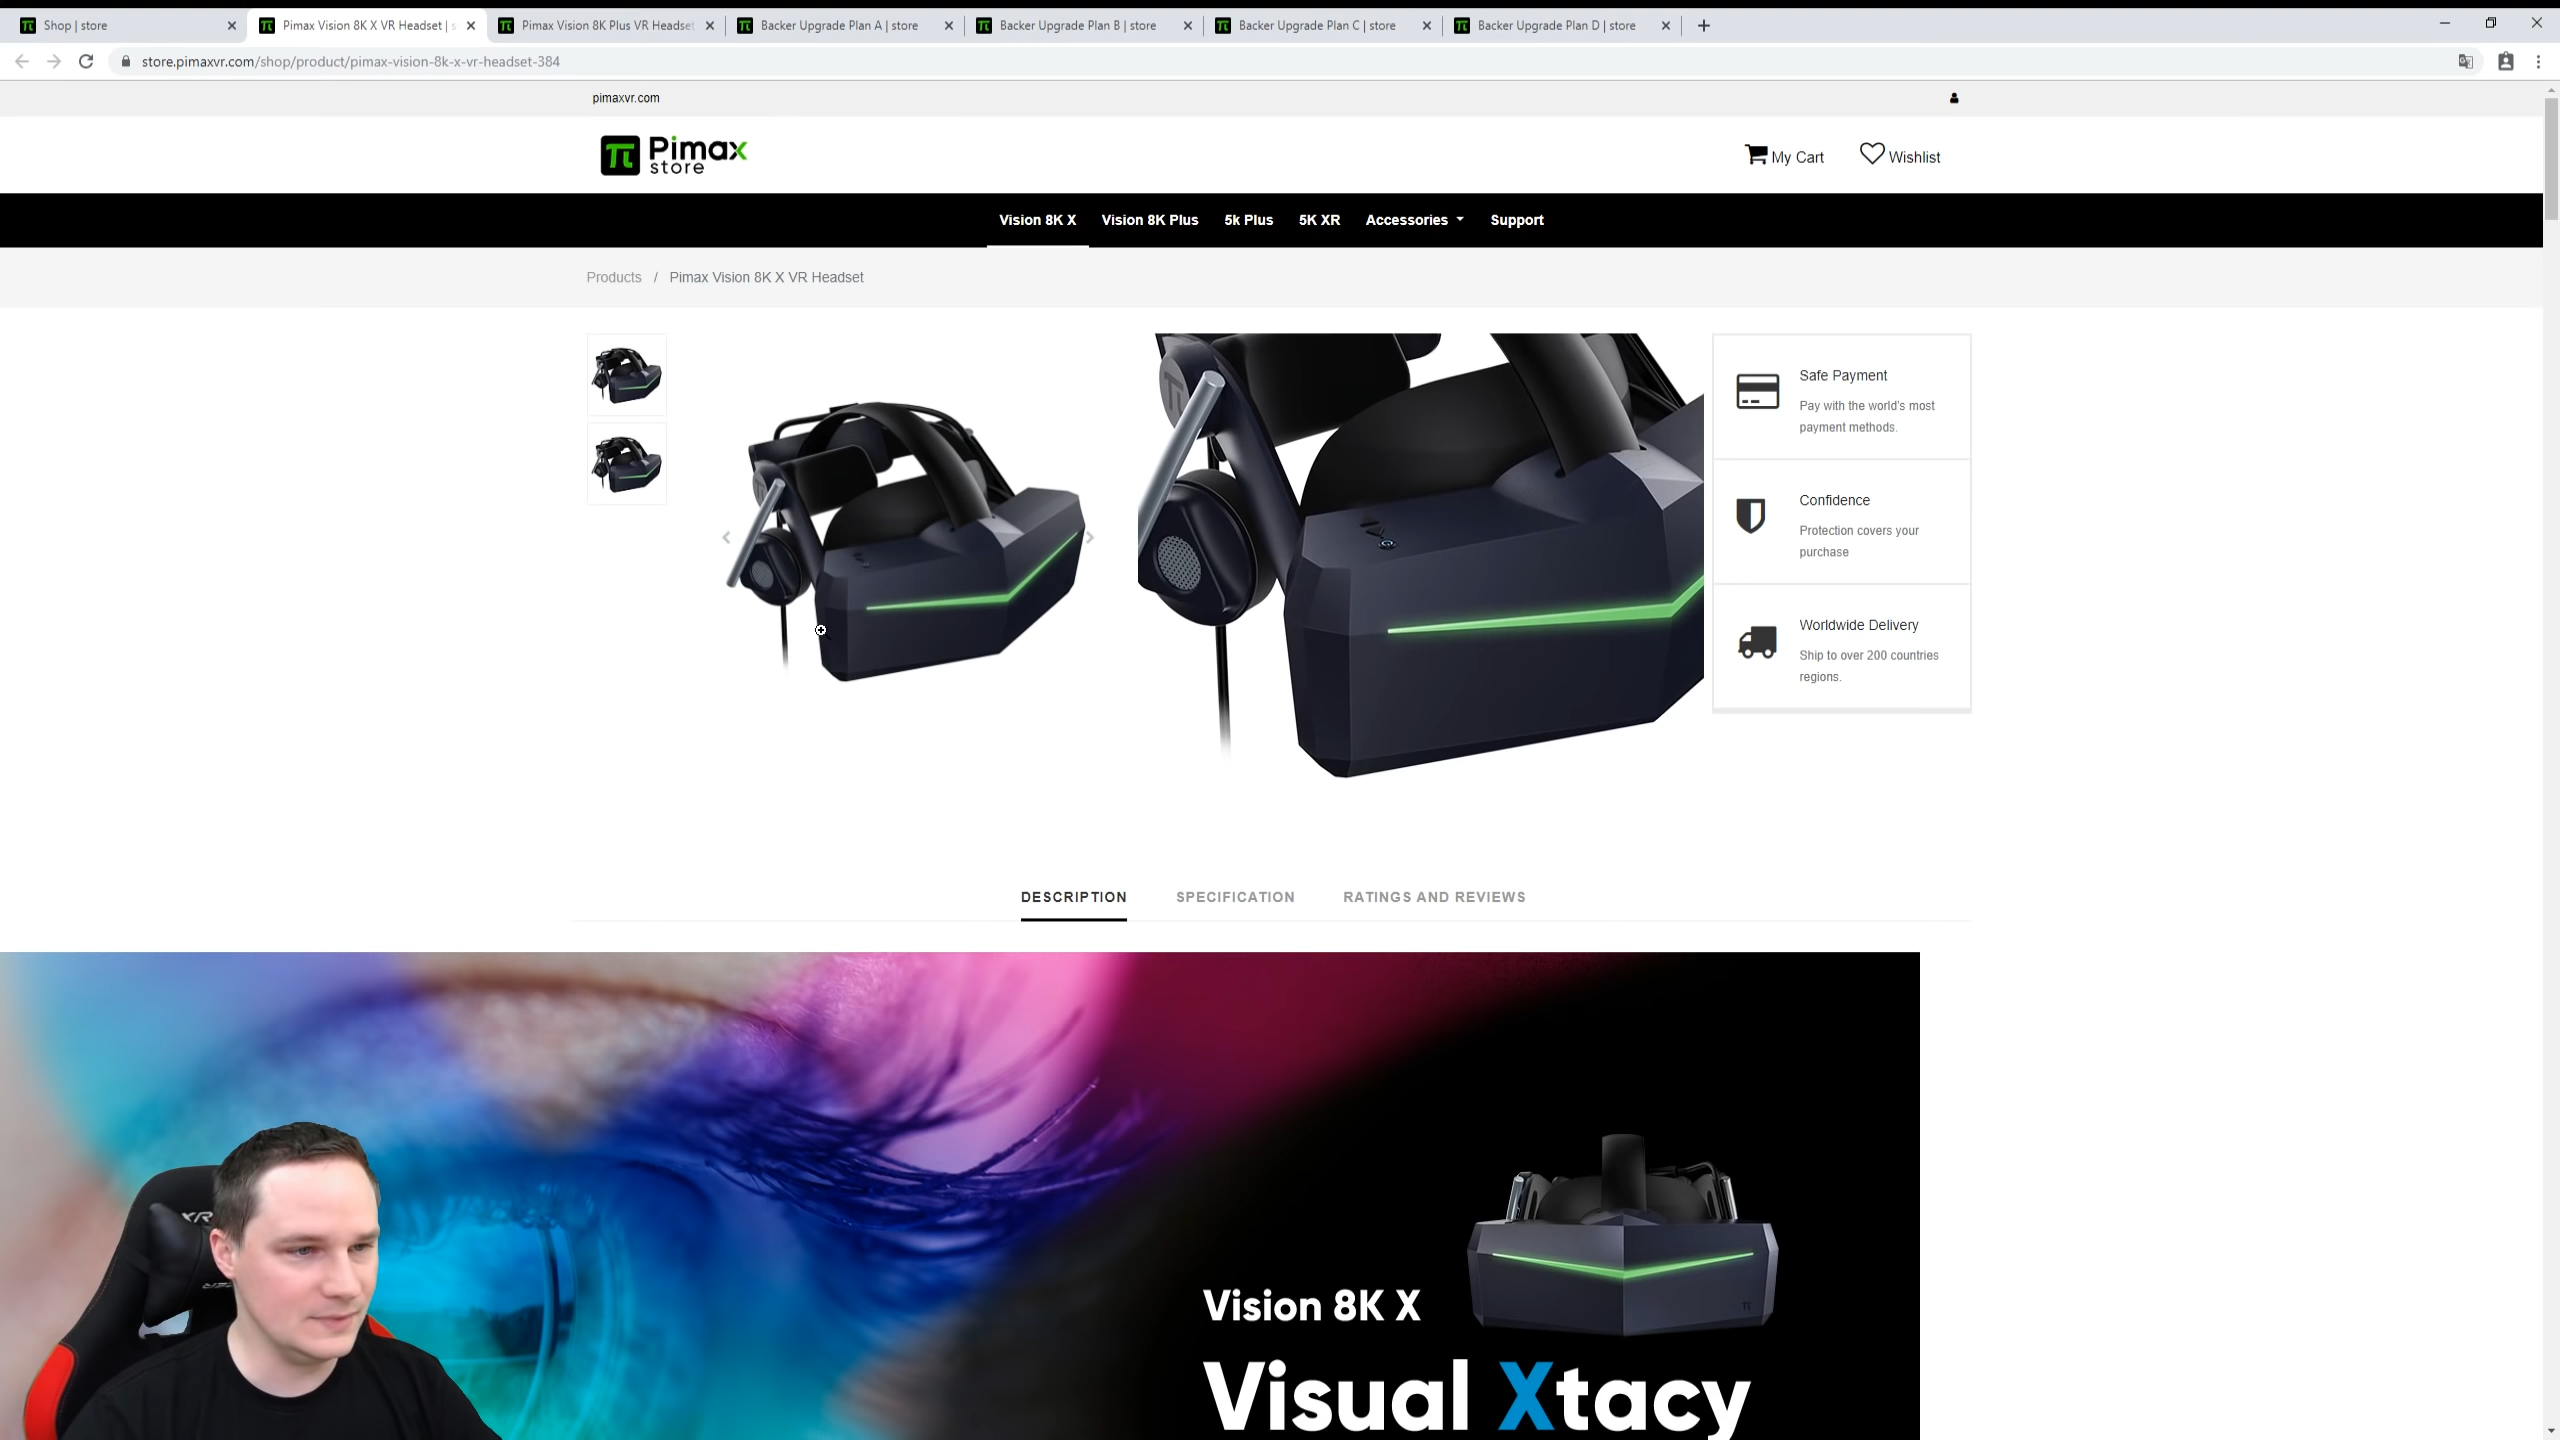 Shop | store
Pimax Vision 8K X VR Headset | s
Pimax Vision 8K Plus VR Headset
Backer Upgrade Plan A | store
Backer Upgrade Plan B | store
Backer Upgrade Plan C | store
Backer Upgrade Plan D | store
store.pimaxvr.com/shop/product/pimax-vision-8k-x-vr-headset-384
pimaxvr.com
Pimax
store
My Cart
Wishlist
Vision 8K X
Vision 8K Plus
5k Plus
5K XR
Accessories
Support
Products / Pimax Vision 8K X VR Headset
Safe Payment
Pay with the world's most
payment methods.
Confidence
Protection covers your
purchase
Worldwide Delivery
Ship to over 200 countries
regions.
DESCRIPTION
SPECIFICATION
RATINGS AND REVIEWS
Vision 8K X
Visual Xtacy